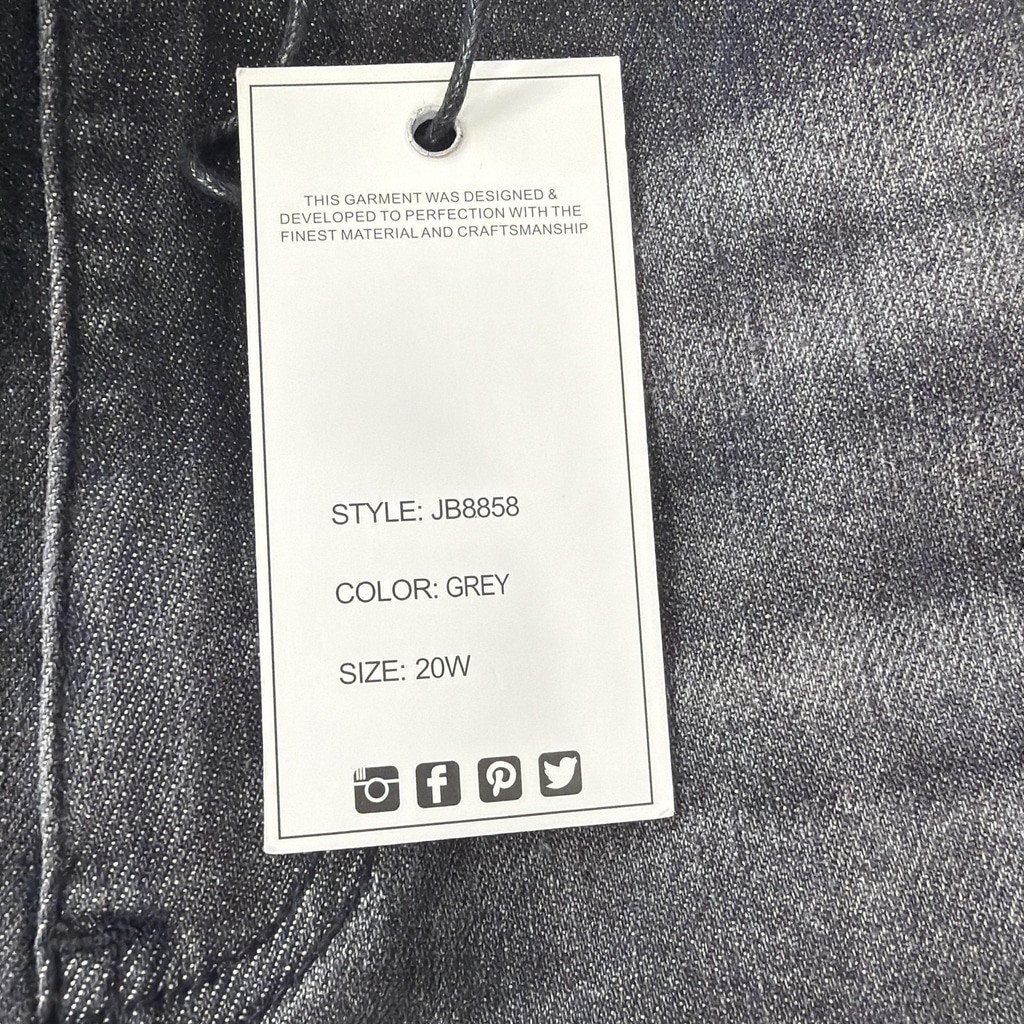 THIS GARMENT WAS DESIGNED &
DEVELOPED TO PERFECTION WITH THE
FINEST MATERIAL AND CRAFTSMANSHIP
STYLE: JB8858
COLOR: GREY
SIZE: 20W